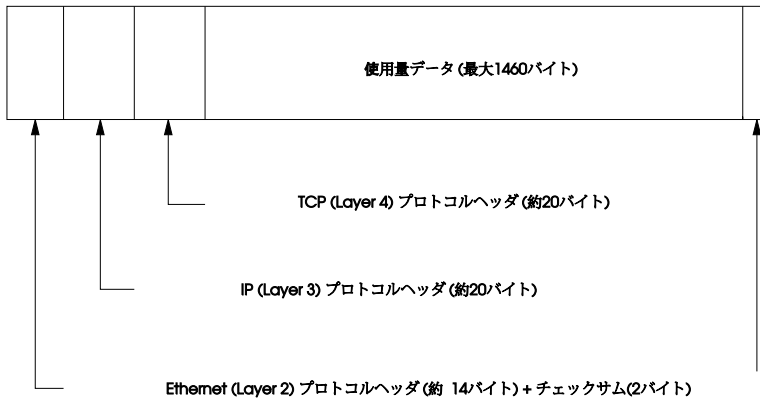 使用量データ (最大1460バイト)
TCP (Layer 4) プロトコルヘッダ (約20バイト)
IP (Layer 3) プロトコルヘッダ (約20バイト)
Ethernet (Layer 2) プロトコルヘッダ (約 14バイト) + チェックサム(2バイト)